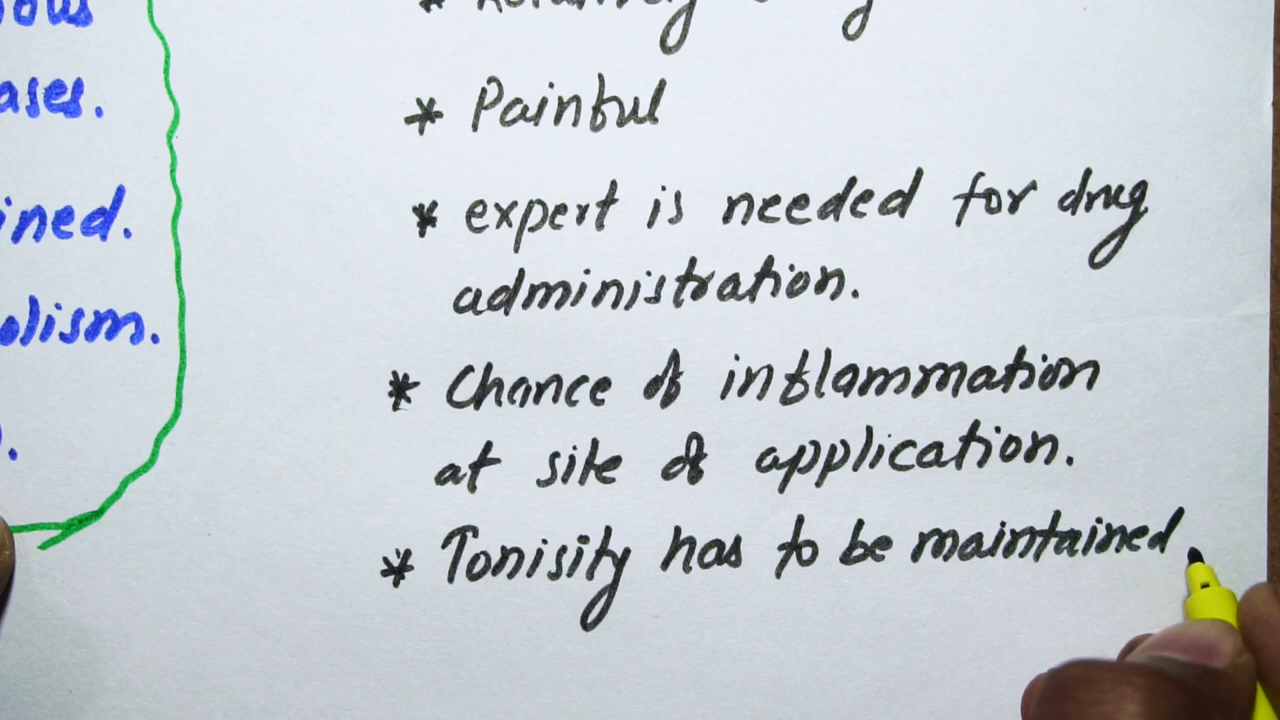 ases.
ined.
olism.
* Painful
* expert is needed for drug
administration.
* Chance of inflammation
at site of application.
* Tonisity has to be maintained